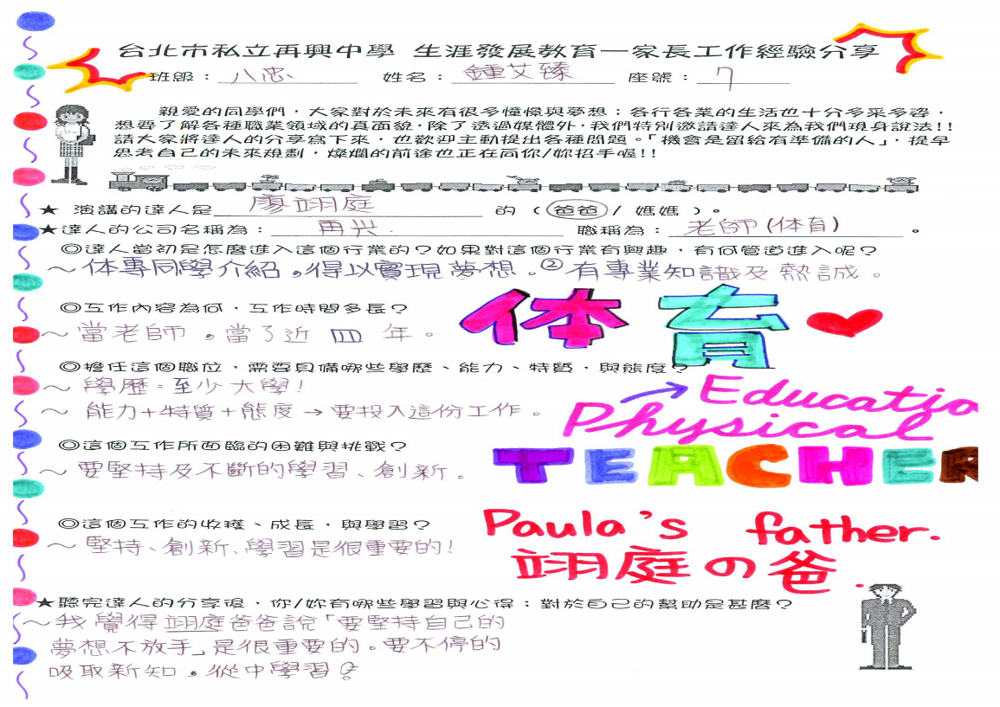 台北市私立再興中學 生涯發展教育—家長工作經驗分享
班級：八忠 姓名：鍾艾臻 座號：7
親愛的同學們，大家對於未來有很多憧憬與夢想；各行各業的生活也十分多采多姿，
想要了解各種職業領域的真面貌，除了透過媒體外，我們特別邀請達人來為我們現身說法!!
請大家將達人的分享寫下來，也歡迎主動提出各種問題。「機會是留給有準備的人」，提早
思考自己的未來規劃，燦爛的前途也正在向你/妳招手喔!!
★ 演講的達人是 廖翊庭 的（爸爸 / 媽媽）。
★達人的公司名稱為：再興. 職稱為：老師(体育)。
◎達人當初是怎麼進入這個行業的？如果對這個行業有興趣，有何管道進入呢？
～体專同學介紹。得以實現夢想。②有專業知識及熱誠。
◎工作內容為何，工作時間多長？
～當老師。當了近四年。
体育
◎擔任這個職位，需要具備哪些學歷、能力、特質，與態度？
～學歷：至少大學!
～能力+特質+態度→要投入這份工作。
→Educatio
Physical
◎這個工作所面臨的困難與挑戰？
TEACHER
～要堅持及不斷的學習、創新。
◎這個工作的收穫、成長，與學習？
Paula's father.
～堅持、創新、學習是很重要的!
翊庭の爸.
★聽完達人的分享後，你/妳有哪些學習與心得；對於自己的幫助是甚麼？
～我覺得翊庭爸爸說「要堅持自己的
夢想不放手」是很重要的。要不停的
吸取新知。從中學習。